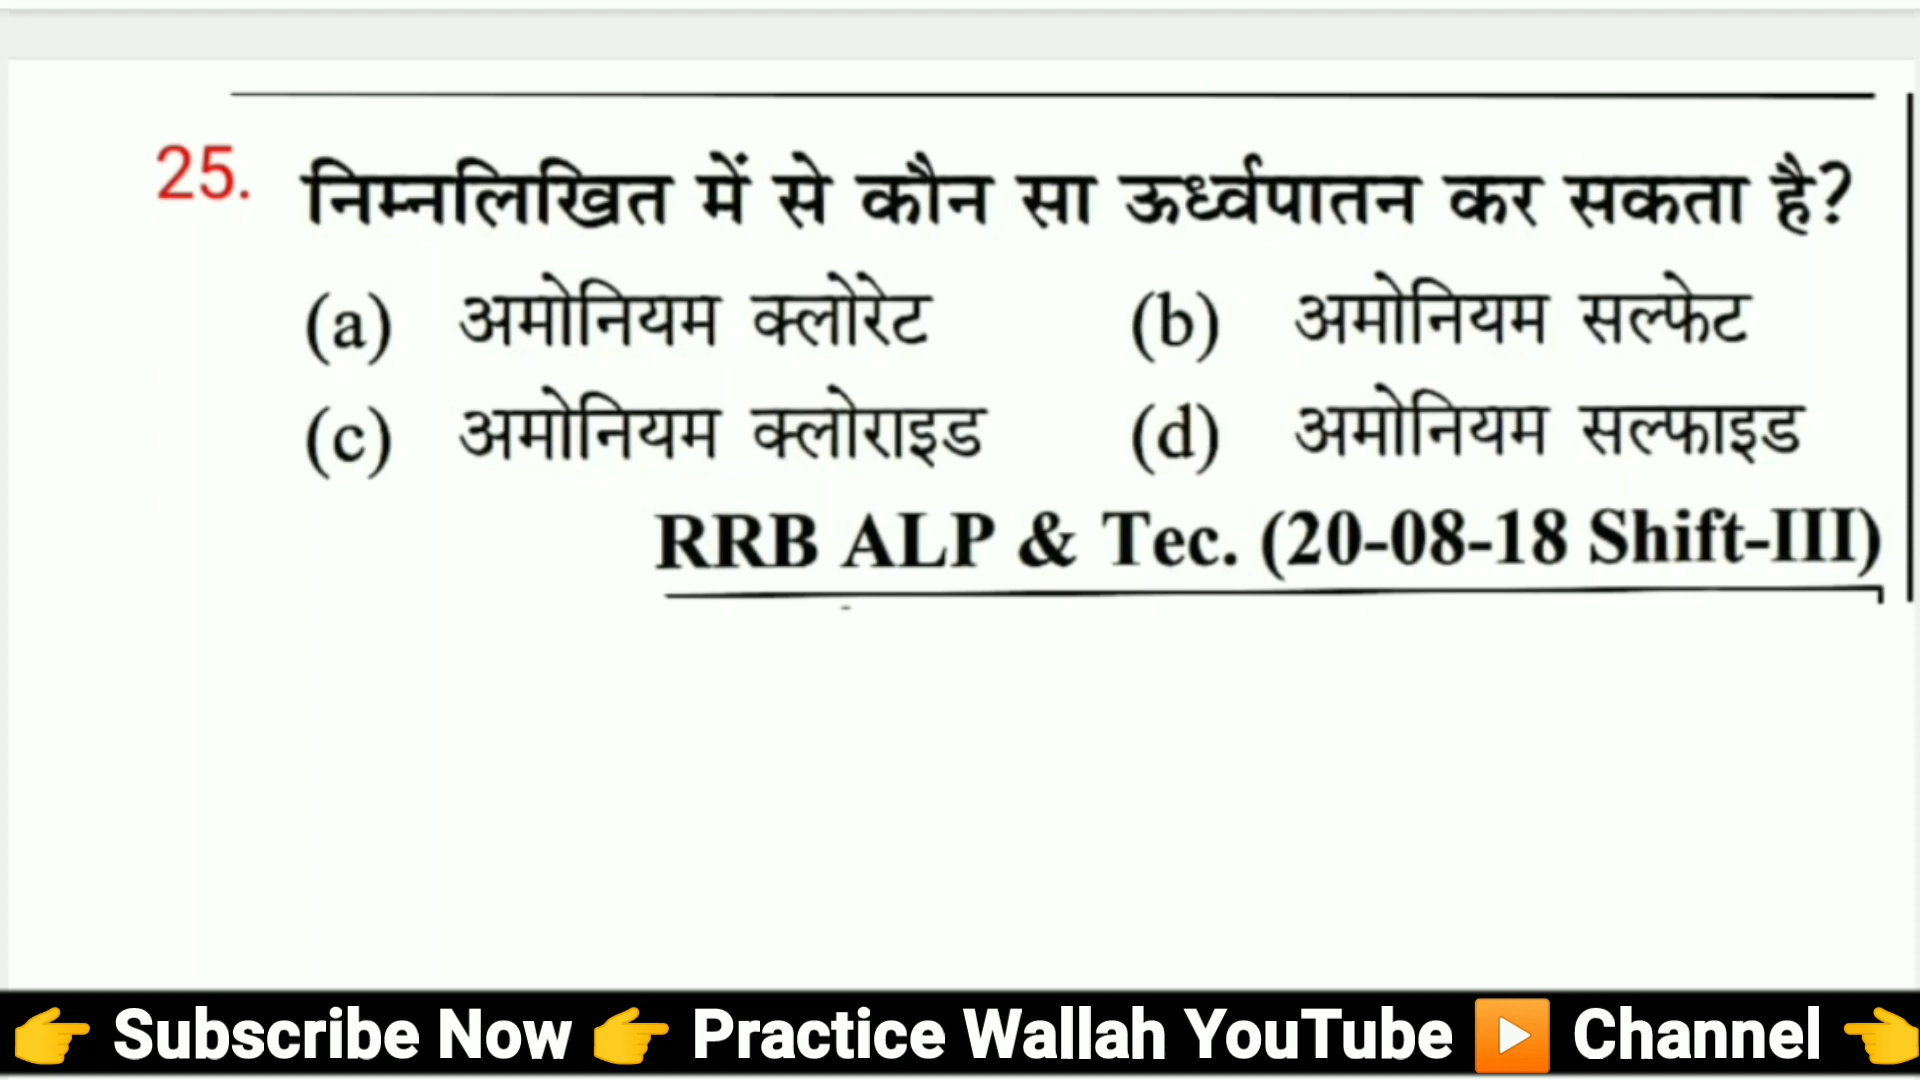 25. निम्नलिखित में से कौन सा ऊर्ध्वपातन कर सकता है?
(a) अमोनियम क्लोरेट (b) अमोनियम सल्फेट
(c) अमोनियम क्लोराइड (d) अमोनियम सल्फाइड
RRB ALP & Tec. (20-08-18 Shift-III)
👉 Subscribe Now 👉 Practice Wallah YouTube ▶️ Channel 👈